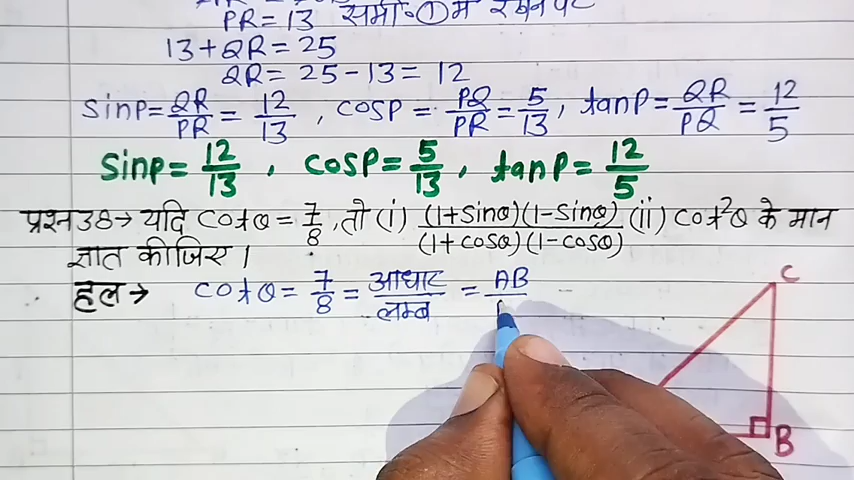 PR = 13 समी०① में रखने पर
13 + QR = 25
QR = 25 - 13 = 12
sinP = QR/PR = 12/13 , cosP = PQ/PR = 5/13 , tanP = QR/PQ = 12/5
sinP = 12/13 , cosP = 5/13 , tanP = 12/5
प्रश्न 38→ यदि cotθ = 7/8 , तो (i) (1+sinθ)(1-sinθ)/(1+cosθ)(1-cosθ) (ii) cot²θ के मान
ज्ञात कीजिए ।
हल → cotθ = 7/8 = आधार/लम्ब = AB
C
B